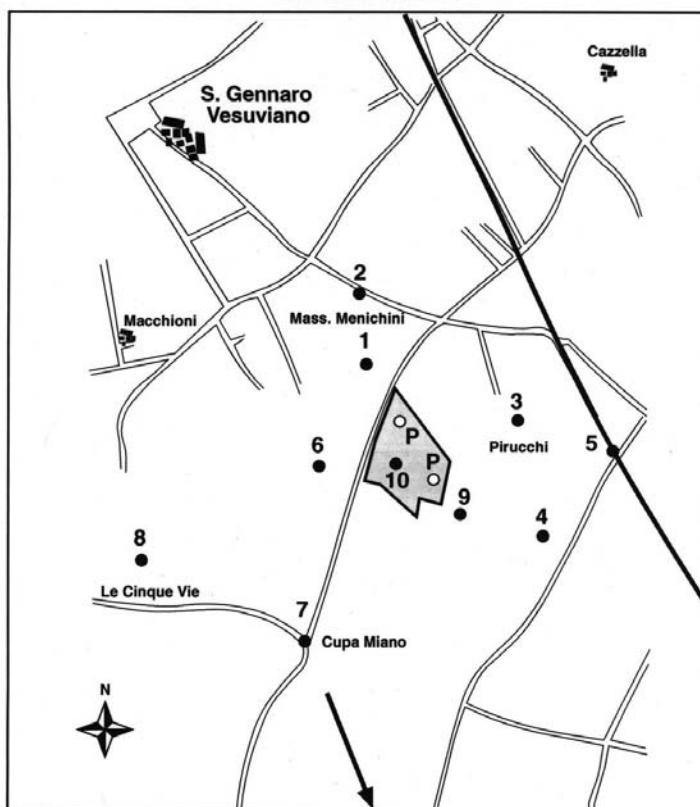 Cazzella
S. Gennaro
Vesuviano
2
Macchioni
Mass. Menichini
1
3
P
Pirucchi
5
6
P
10
9
4
8
Le Cinque Vie
7
Cupa Miano
N